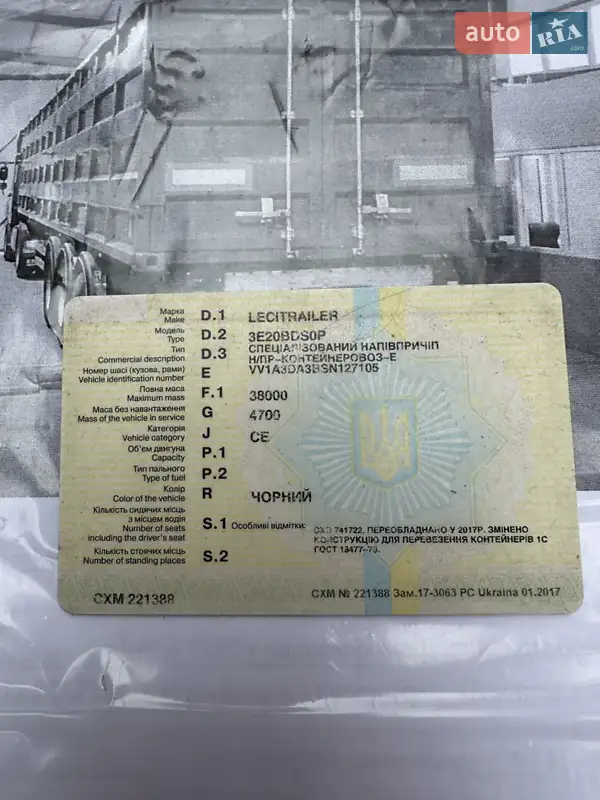 auto RIA .com
Марка D.1 LECITRAILER
Make
Модель D.2 3E20BDS0P
Type
Тип D.3 СПЕЦІАЛІЗОВАНИЙ НАПІВПРИЧІП
Commercial description Н/ПР-КОНТЕЙНЕРОВОЗ-Е
Номер шасі (кузова, рами) E VV1A3DA3BSN127105
Vehicle identification number
Повна маса F.1 38000
Maximum mass
Маса без навантаження G 4700
Mass of the vehicle in service
Категорія J CE
Vehicle category
Об'єм двигуна P.1
Capacity
Тип пального P.2
Type of fuel
Колір R ЧОРНИЙ
Color of the vehicle
Кількість сидячих місць
з місцем водія S.1 Особливі відмітки:
Number of seats
including the driver's seat
741722, ПЕРЕОБЛАДНАНО У 2017Р. ЗМІНЕНО
КОНСТРУКЦІЮ ДЛЯ ПЕРЕВЕЗЕННЯ КОНТЕЙНЕРІВ 1С
ГОСТ 18477-79.
Кількість стоячих місць S.2
Number of standing places
CXM 221388
CXM № 221388 Зам.17-3063 PC Ukraina 01.2017